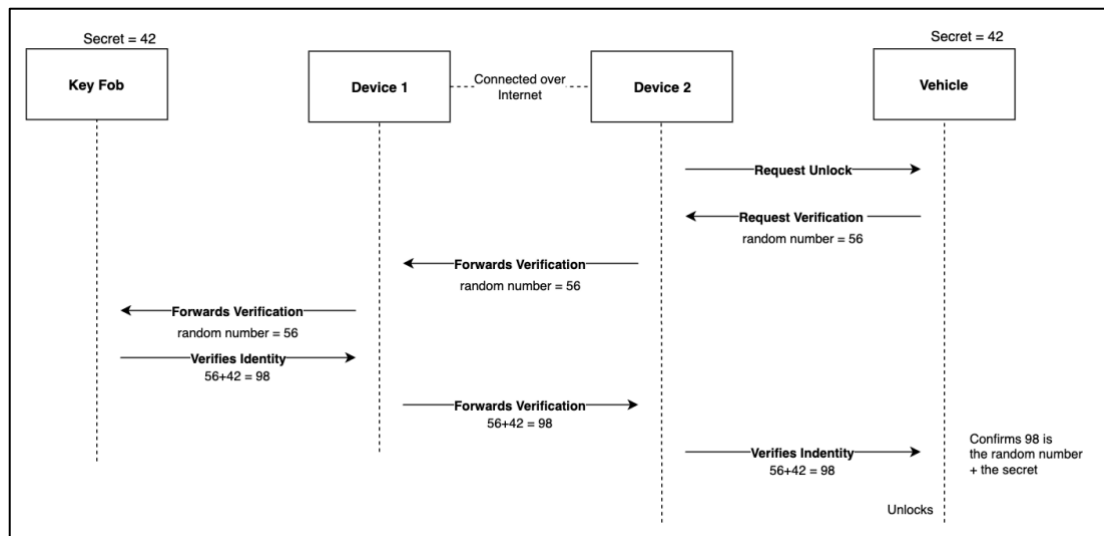 Secret = 42
Secret = 42
Key Fob
Device 1
Connected over
Internet
Device 2
Vehicle
Request Unlock
Request Verification
random number = 56
Forwards Verification
random number = 56
Forwards Verification
random number = 56
Verifies Identity
56+42 = 98
Forwards Verification
56+42 = 98
Verifies Indentity
56+42 = 98
Confirms 98 is
the random number
+ the secret
Unlocks